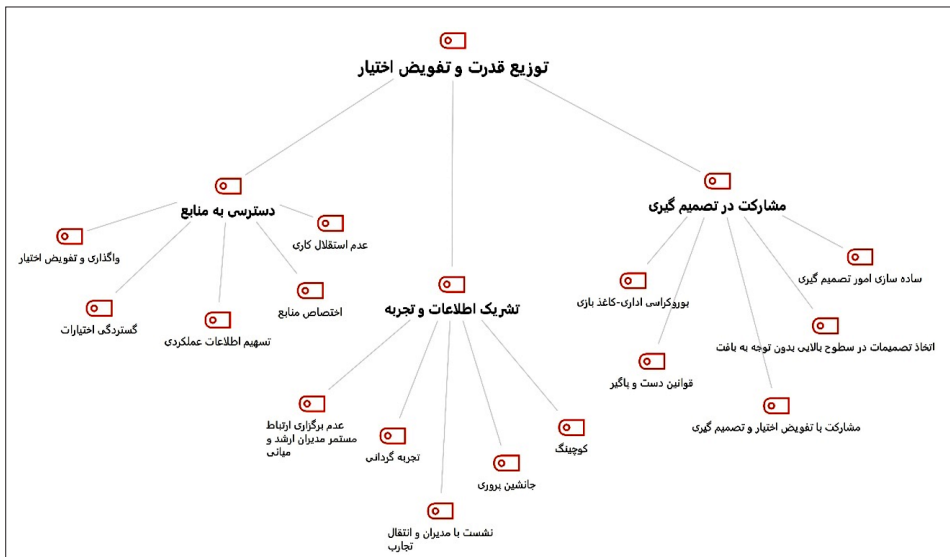 توزیع قدرت و تفویض اختیار
مشارکت در تصمیم گیری
ساده سازی امور تصمیم گیری
اتخاذ تصمیمات در سطوح بالایی بدون توجه به بافت
مشارکت با تفویض اختیار و تصمیم گیری
قوانین دست و پاگیر
بوروکراسی اداری-کاغذ بازی
تشریک اطلاعات و تجربه
کوچینگ
جانشین پروری
نشست با مدیران و انتقال
تجارب
تجربه گردانی
عدم برگزاری ارتباط
مستمر مدیران ارشد و
میانی
دسترسی به منابع
عدم استقلال کاری
اختصاص منابع
تسهیم اطلاعات عملکردی
گستردگی اختیارات
واگذاری و تفویض اختیار